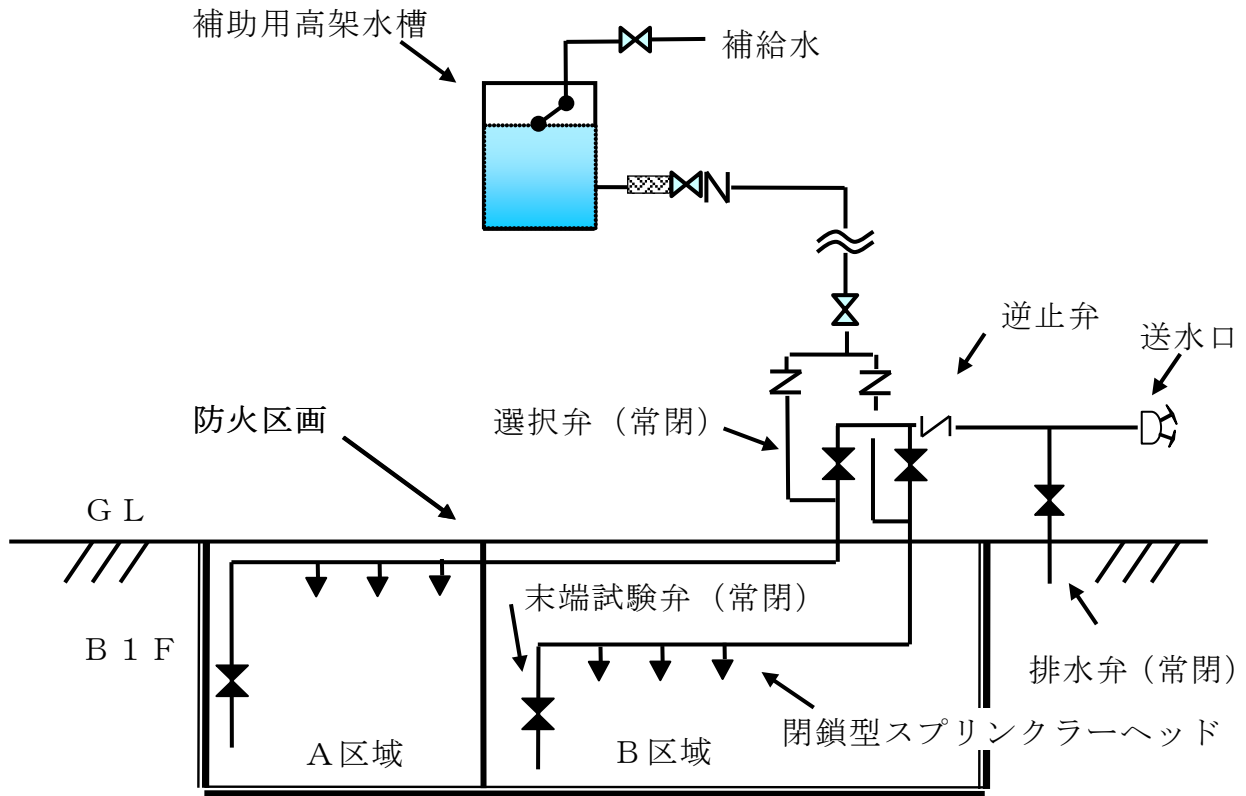 補助用高架水槽
補給水
逆止弁
送水口
選択弁（常閉）
防火区画
ＧＬ
末端試験弁（常閉）
Ｂ１Ｆ
排水弁（常閉）
閉鎖型スプリンクラーヘッド
Ａ区域
Ｂ区域